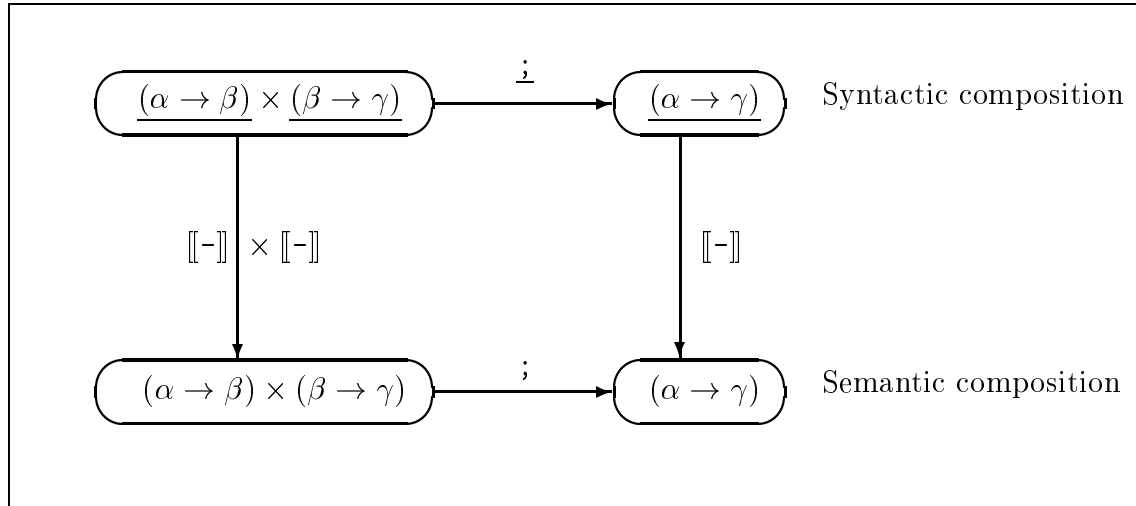 ;
(α → β) × (β → γ) (α → γ) Syntactic composition
⟦-⟧ × ⟦-⟧ ⟦-⟧
;
(α → β) × (β → γ) (α → γ) Semantic composition